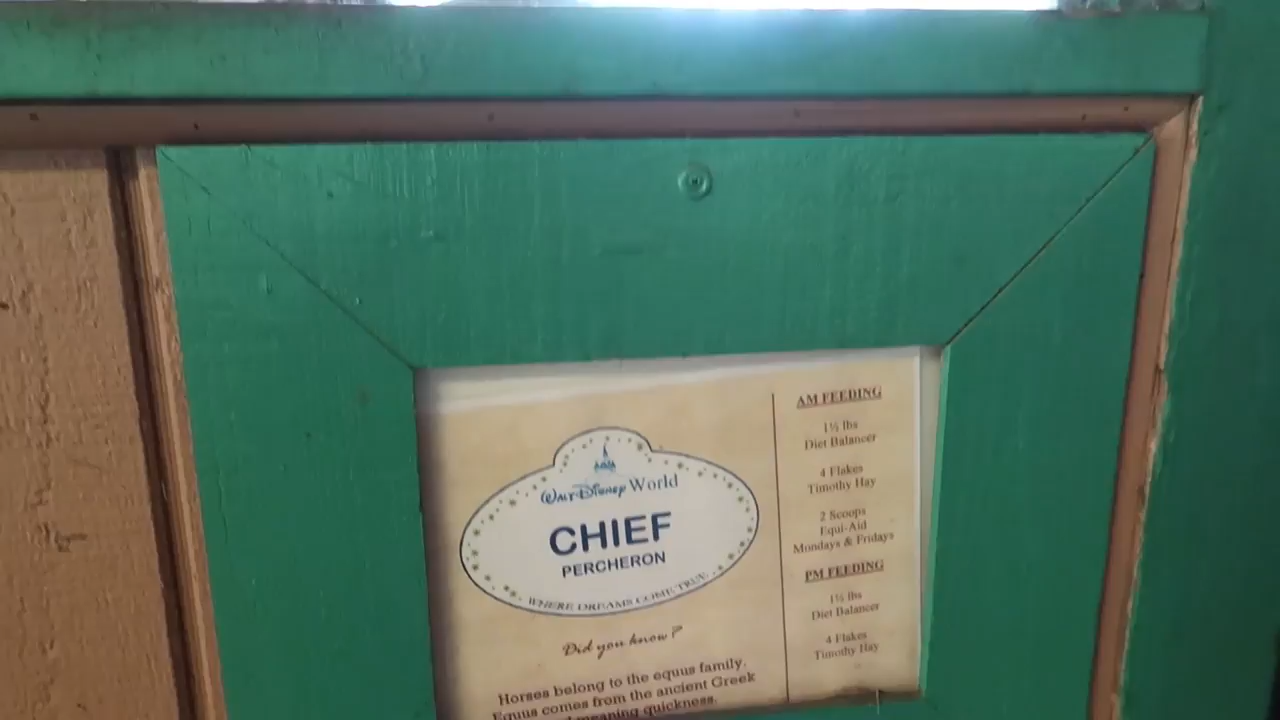 WALT DISNEY World
CHIEF
PERCHERON
WHERE DREAMS COME TRUE
Did you know?
Horses belong to the equus family.
Equus comes from the ancient Greek
meaning quickness.
AM FEEDING
1½ lbs
Diet Balancer
4 Flakes
Timothy Hay
2 Scoops
Equi-Aid
Mondays & Fridays
PM FEEDING
1½ lbs
Diet Balancer
4 Flakes
Timothy Hay